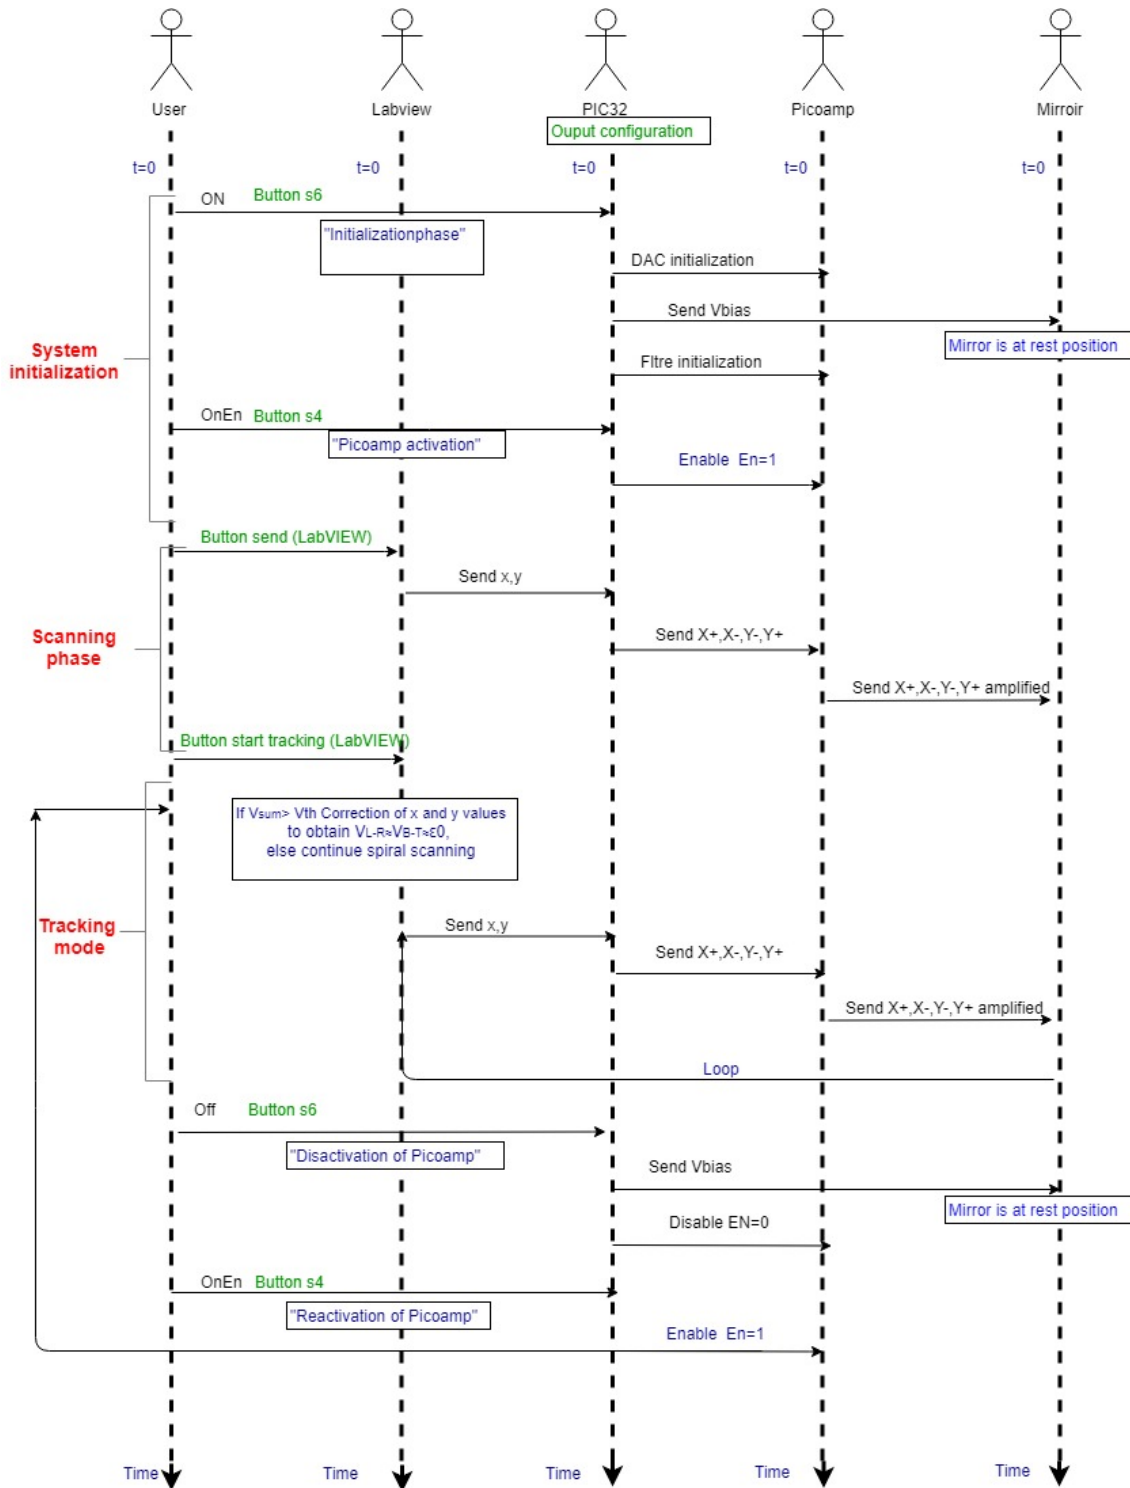 User
Labview
PIC32
Picoamp
Mirroir
Ouput configuration
t=0
t=0
t=0
t=0
t=0
ON
Button s6
"Initializationphase"
DAC initialization
Send Vbias
Mirror is at rest position
System
initialization
Fltre initialization
OnEn
Button s4
"Picoamp activation"
Enable En=1
Button send (LabVIEW)
Send x,y
Scanning
phase
Send X+,X-,Y-,Y+
Send X+,X-,Y-,Y+ amplified
Button start tracking (LabVIEW)
If Vsum> Vth Correction of x and y values
to obtain VL-R≈VB-T≈ε0,
else continue spiral scanning
Tracking
mode
Send x,y
Send X+,X-,Y-,Y+
Send X+,X-,Y-,Y+ amplified
Loop
Off
Button s6
"Disactivation of Picoamp"
Send Vbias
Mirror is at rest position
Disable EN=0
OnEn
Button s4
"Reactivation of Picoamp"
Enable En=1
Time
Time
Time
Time
Time